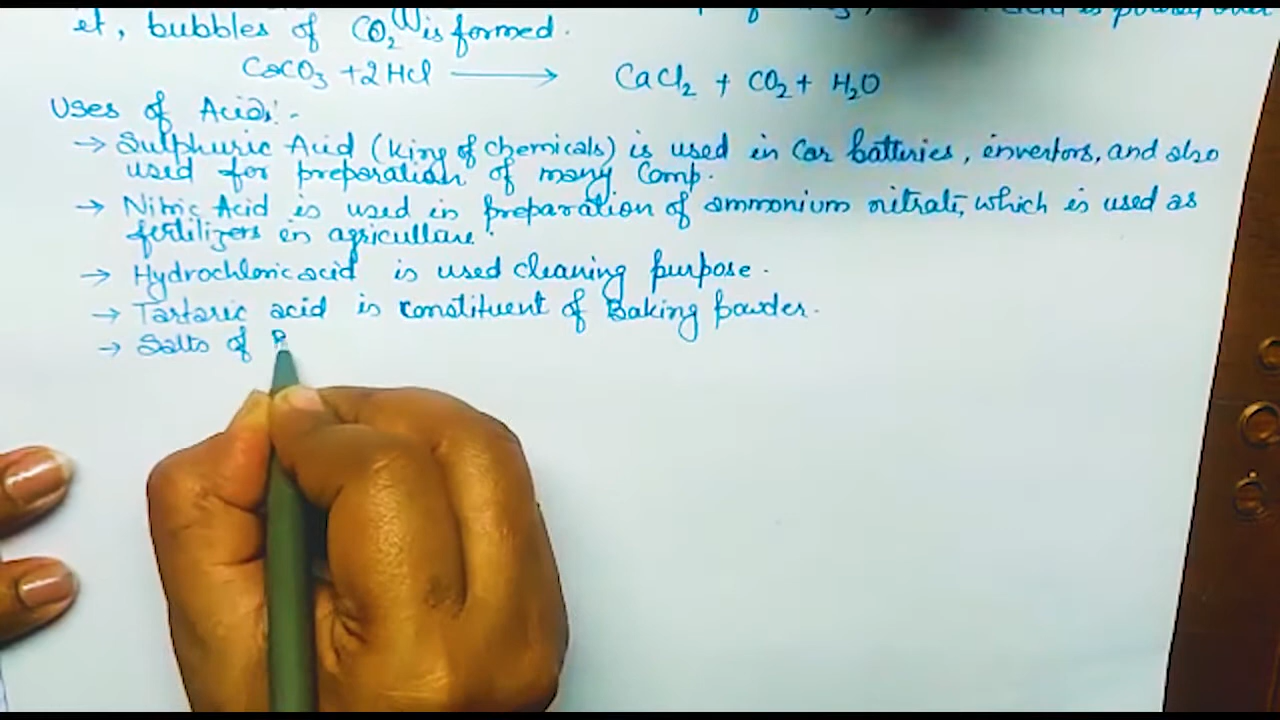 it, bubbles of CO2 is formed.
CaCO3 + 2HCl → CaCl2 + CO2 + H2O
Uses of Acids:-
→ Sulphuric Acid (King of chemicals) is used in Car batteries, invertors, and also
used for preparation of many Comp.
→ Nitric Acid is used in preparation of ammonium nitrate, which is used as
fertilizers in agriculture.
→ Hydrochloric acid is used cleaning purpose.
→ Tartaric acid is constituent of Baking powder.
→ Salts of